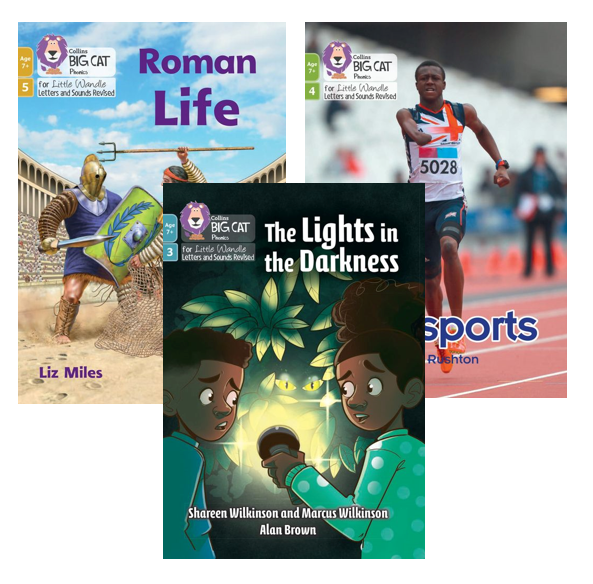 Age
7+
5
Collins
BIG CAT
Phonics
for Little Wandle
Letters and Sounds Revised
Roman
Life
Liz Miles
Age
7+
4
Collins
BIG CAT
Phonics
for Little Wandle
Letters and Sounds Revised
5028
sports
Rushton
Age
7+
3
Collins
BIG CAT
Phonics
for Little Wandle
Letters and Sounds Revised
The Lights in
the Darkness
Shareen Wilkinson and Marcus Wilkinson
Alan Brown